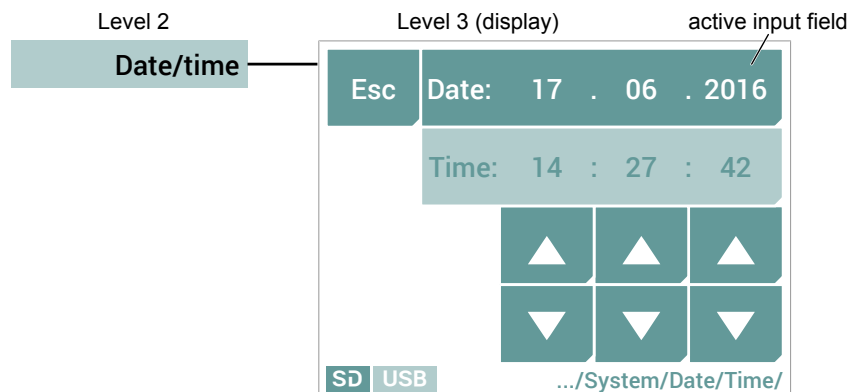 Level 2
Level 3 (display)
active input field
Date/time
Esc
Date: 17 . 06 . 2016
Time: 14 : 27 : 42
SD USB
.../System/Date/Time/